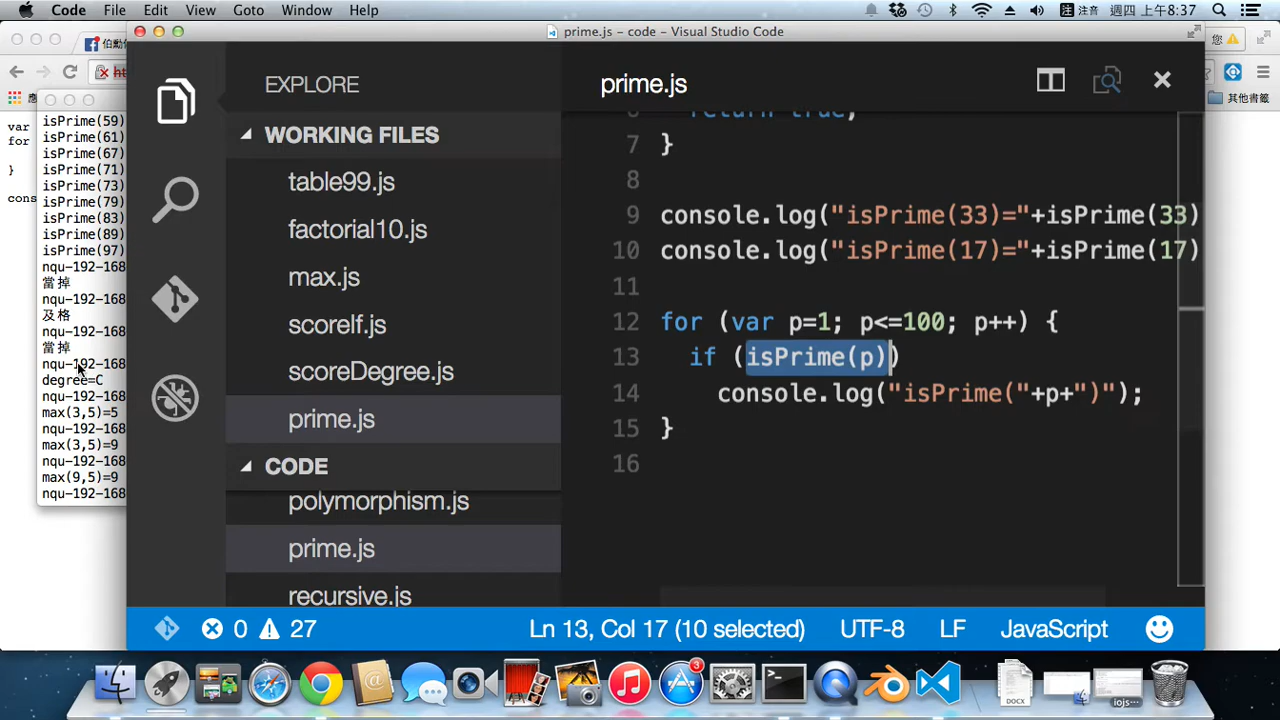 Code File Edit View Goto Window Help 注音 週四 上午8:37
prime.js – code – Visual Studio Code
您
其他書籤
var
for
}
isPrime(59)
isPrime(61)
isPrime(67)
isPrime(71)
isPrime(73)
isPrime(79)
isPrime(83)
isPrime(89)
isPrime(97)
nqu-192-168
當掉
nqu-192-168
及格
nqu-192-168
當掉
nqu-192-168
degree=C
nqu-192-168
max(3,5)=5
nqu-192-168
max(3,5)=9
nqu-192-168
max(9,5)=9
nqu-192-168
EXPLORE
WORKING FILES
table99.js
factorial10.js
max.js
scoreIf.js
scoreDegree.js
prime.js
CODE
polymorphism.js
prime.js
recursive.js
prime.js
6 return true;
7 }
8
9 console.log("isPrime(33)="+isPrime(33)
10 console.log("isPrime(17)="+isPrime(17)
11
12 for (var p=1; p<=100; p++) {
13 if (isPrime(p))
14 console.log("isPrime("+p+")");
15 }
16
0 27 Ln 13, Col 17 (10 selected) UTF-8 LF JavaScript
3
DOCX
iojs...